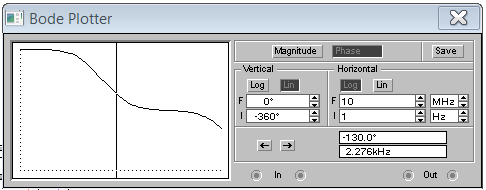 Bode Plotter
Magnitude Phase Save
Vertical Horizontal
Log Lin Log Lin
F 0° F 10 MHz
I -360° I 1 Hz
-130.0°
2.276kHz
In Out